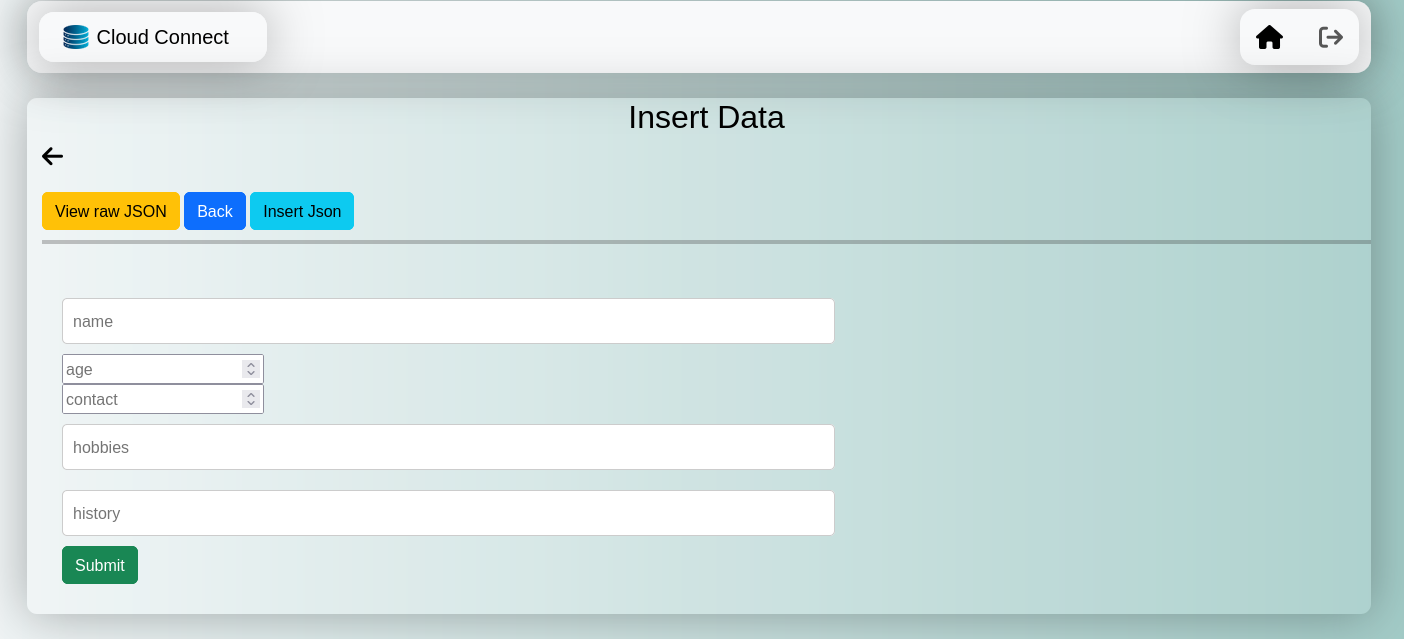 Cloud Connect
Insert Data
View raw JSON Back Insert Json
name
age
contact
hobbies
history
Submit